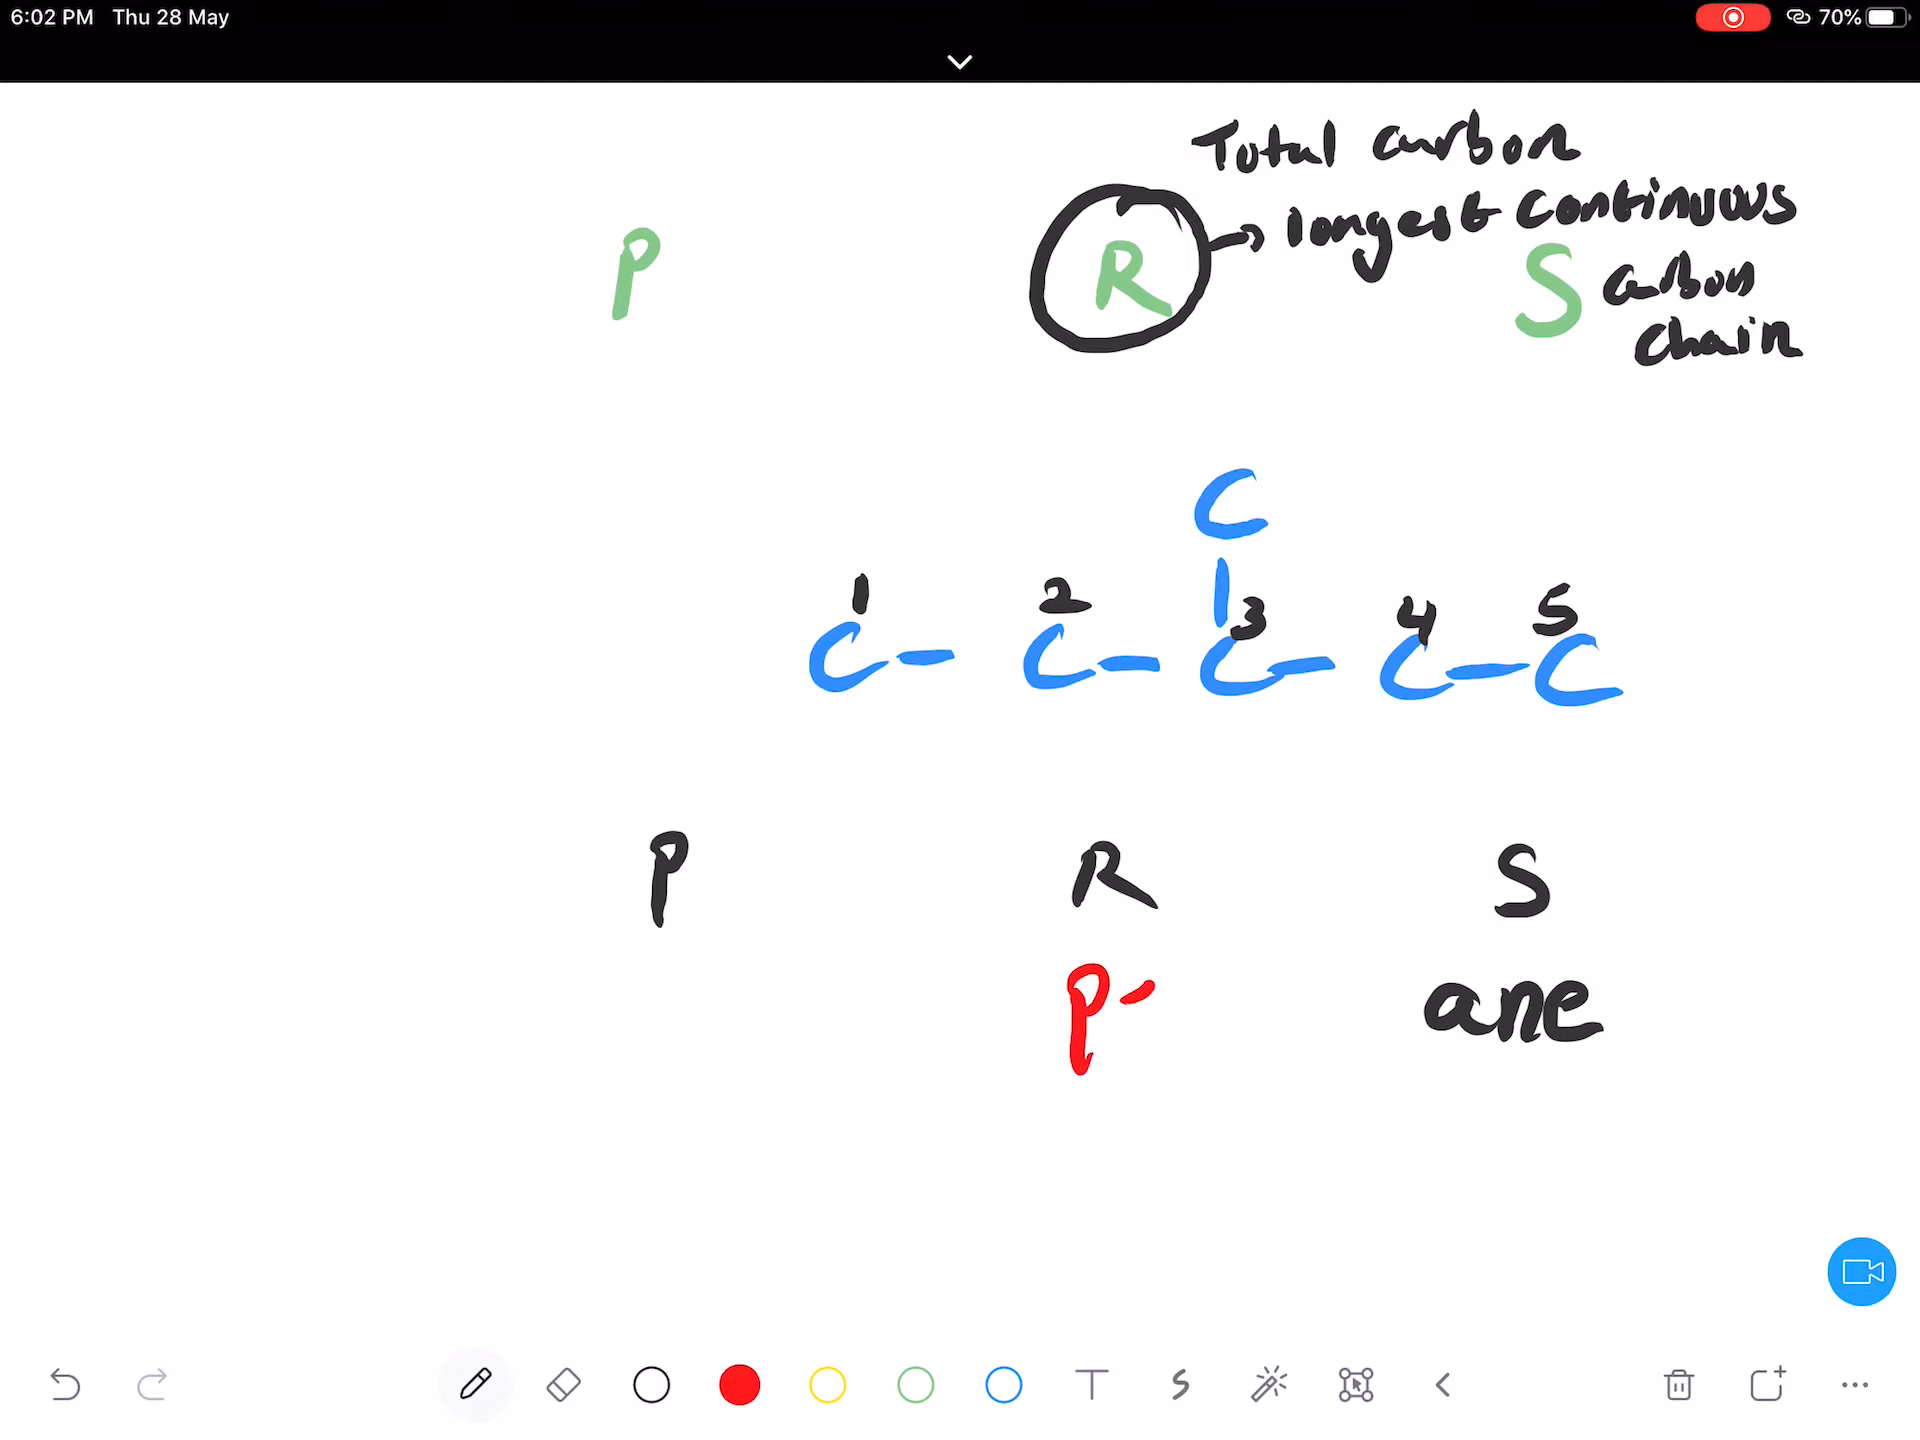 6:02 PM Thu 28 May 70%
Total carbon
P R → longest continuous
S carbon
chain
C
1 2 3 4 5
C - C - C - C - C
P R S
P- ane
T